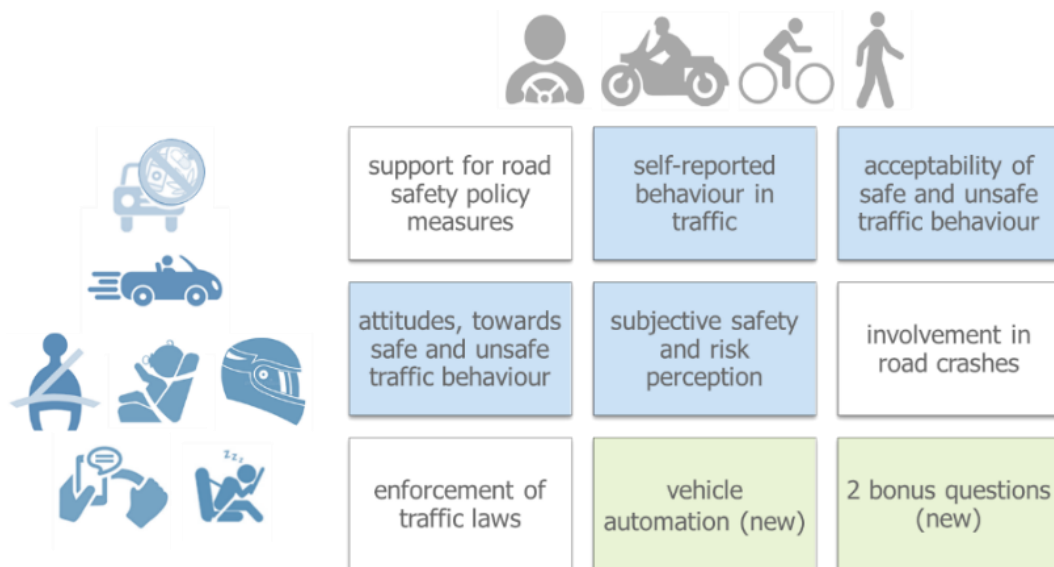 support for road
safety policy
measures
self-reported
behaviour in
traffic
acceptability of
safe and unsafe
traffic behaviour
attitudes, towards
safe and unsafe
traffic behaviour
subjective safety
and risk
perception
involvement in
road crashes
zzz
enforcement of
traffic laws
vehicle
automation (new)
2 bonus questions
(new)